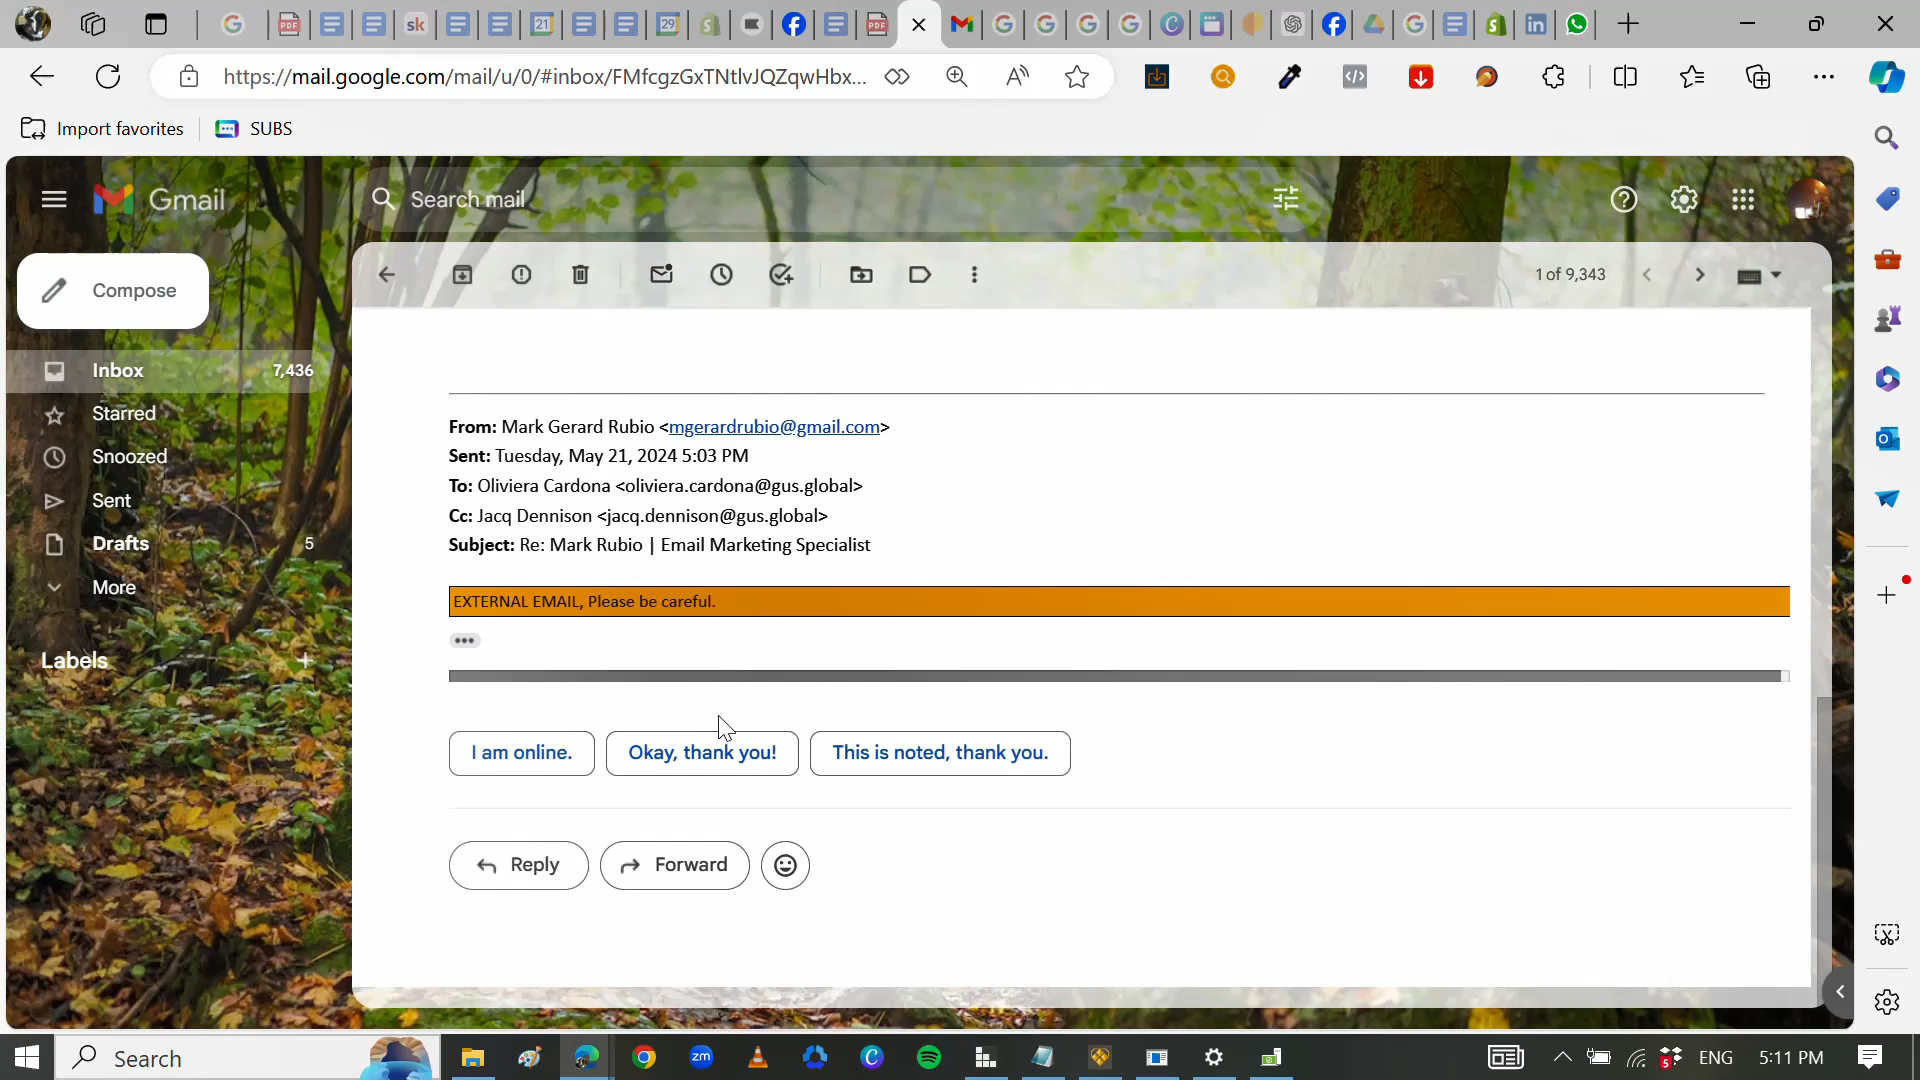 https://mail.google.com/mail/u/0/#inbox/FMfcgzGxTNtlvJQZqwHbx...
Import favorites
SUBS
Gmail
Search mail
Compose
1 of 9,343
Inbox 7,436
Starred
Snoozed
Sent
Drafts 5
More
Labels
From: Mark Gerard Rubio <mgerardrubio@gmail.com>
Sent: Tuesday, May 21, 2024 5:03 PM
To: Oliviera Cardona <oliviera.cardona@gus.global>
Cc: Jacq Dennison <jacq.dennison@gus.global>
Subject: Re: Mark Rubio | Email Marketing Specialist
EXTERNAL EMAIL, Please be careful.
I am online.
Okay, thank you!
This is noted, thank you.
Reply
Forward
Search
ENG
5:11 PM